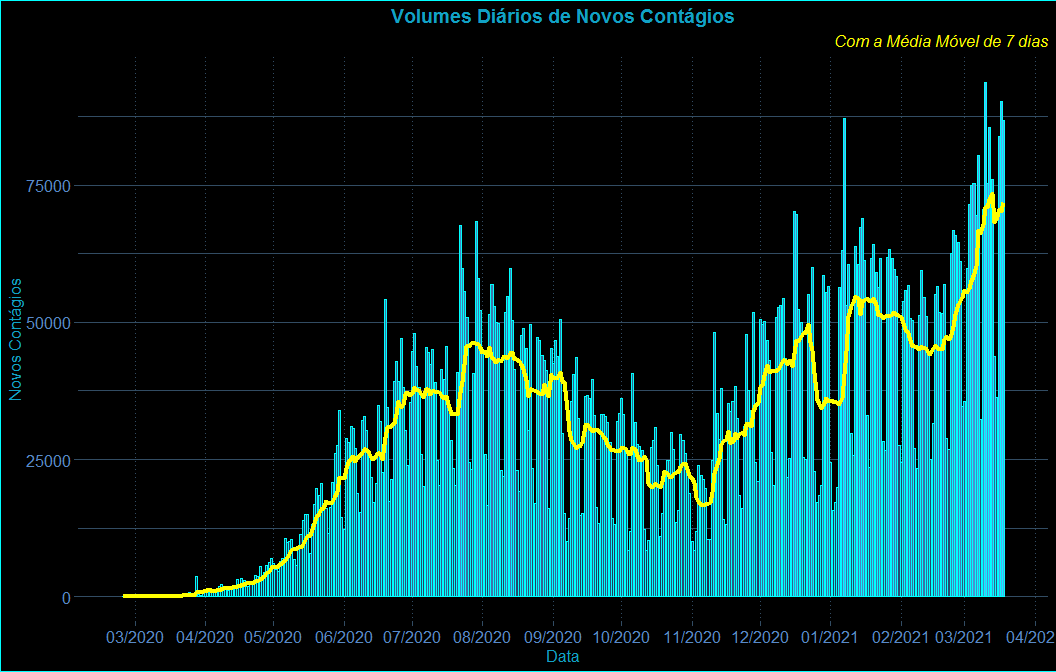 Volumes Diários de Novos Contágios
Com a Média Móvel de 7 dias
Novos Contágios
75000
50000
25000
0
03/2020 04/2020 05/2020 06/2020 07/2020 08/2020 09/2020 10/2020 11/2020 12/2020 01/2021 02/2021 03/2021 04/202
Data